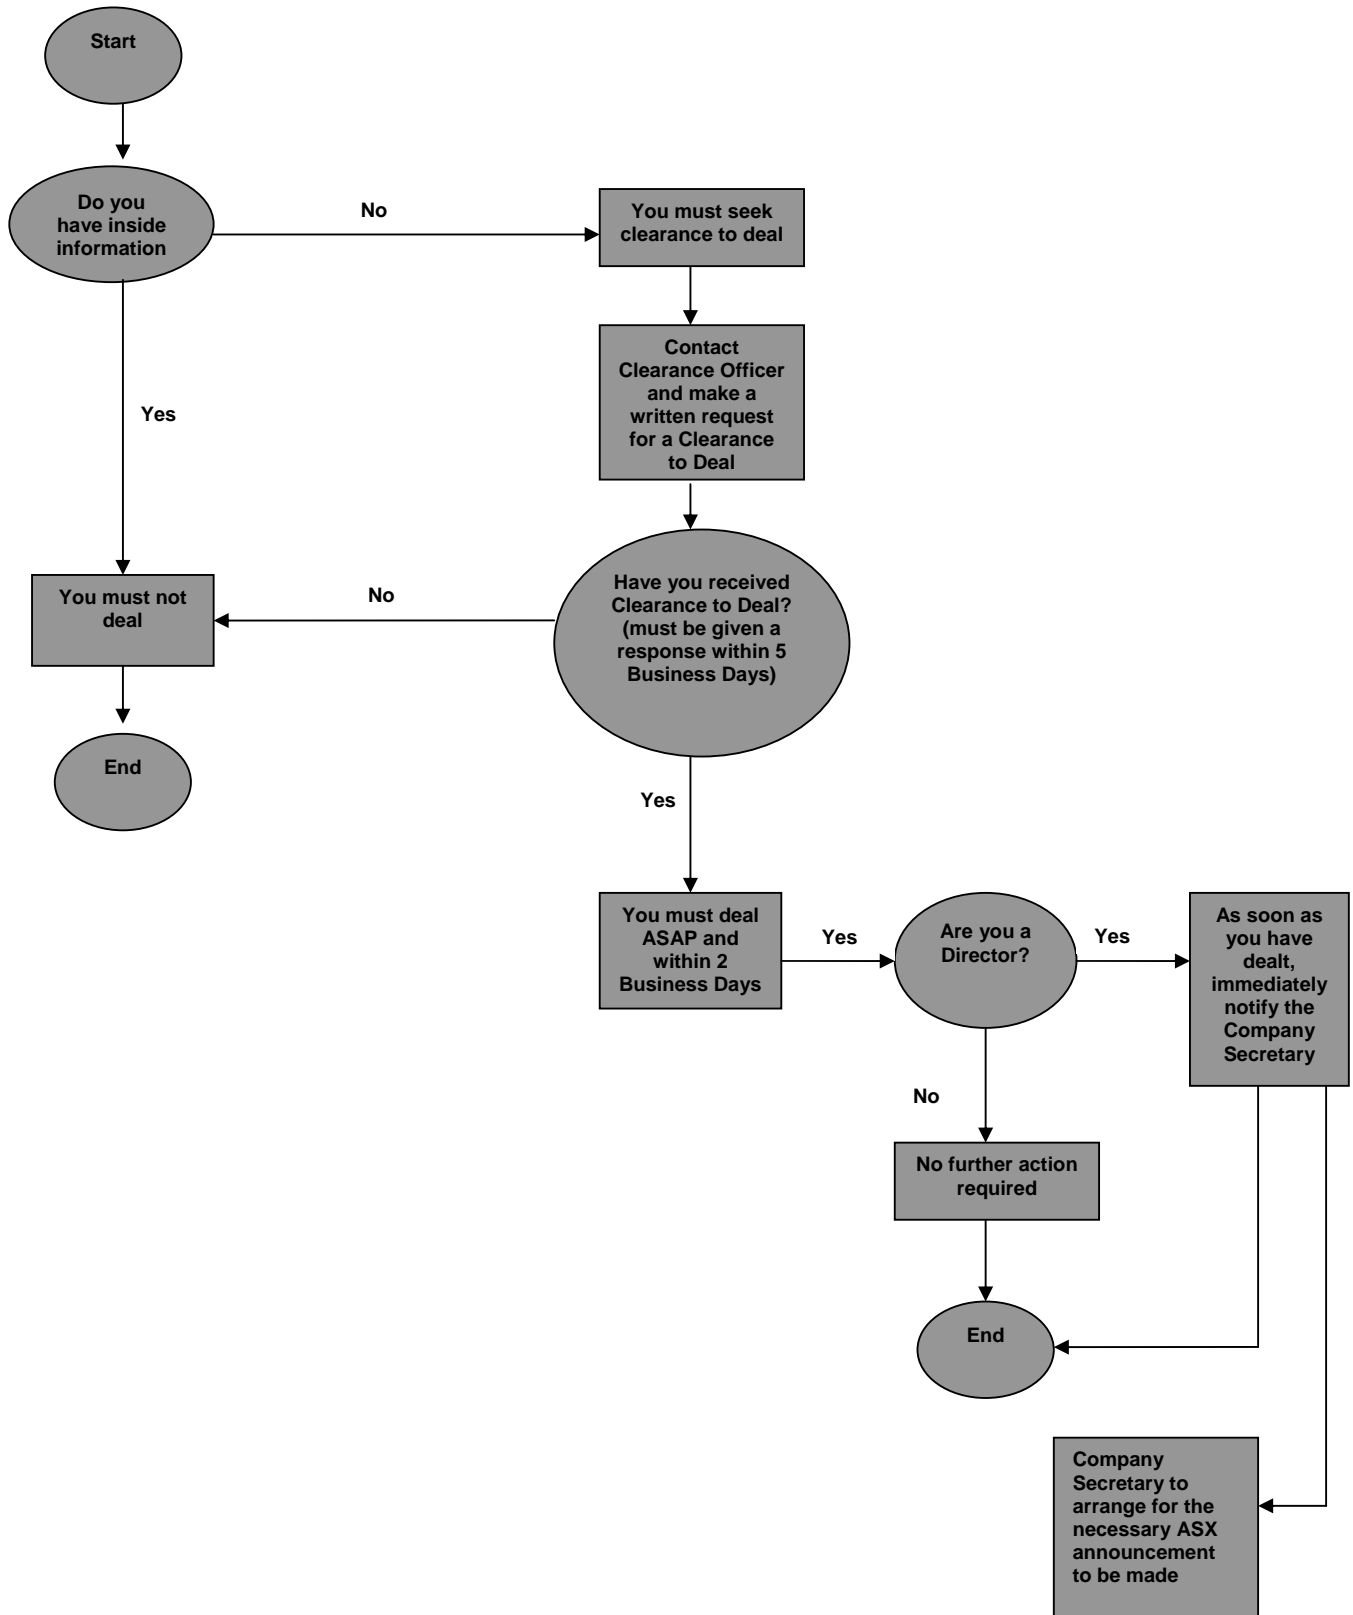 Start
Do you
have inside
information
No
You must seek
clearance to deal
Contact
Clearance Officer
and make a
written request
for a Clearance
to Deal
Yes
Have you received
Clearance to Deal?
(must be given a
response within 5
Business Days)
No
You must not
deal
End
Yes
You must deal
ASAP and
within 2
Business Days
Yes
Are you a
Director?
Yes
As soon as
you have
dealt,
immediately
notify the
Company
Secretary
No
No further action
required
End
Company
Secretary to
arrange for the
necessary ASX
announcement
to be made